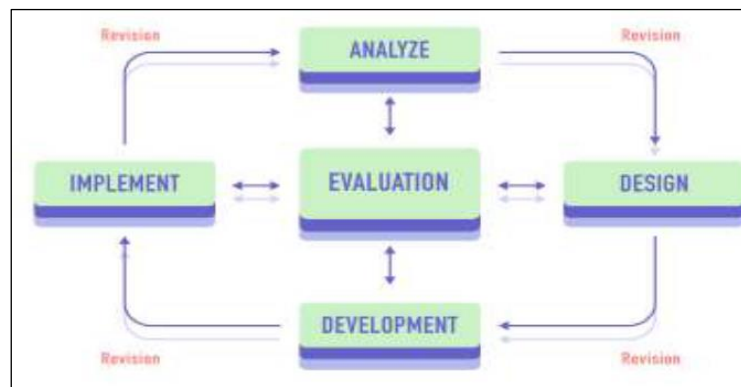 Revision
ANALYZE
Revision
IMPLEMENT
EVALUATION
DESIGN
DEVELOPMENT
Revision
Revision